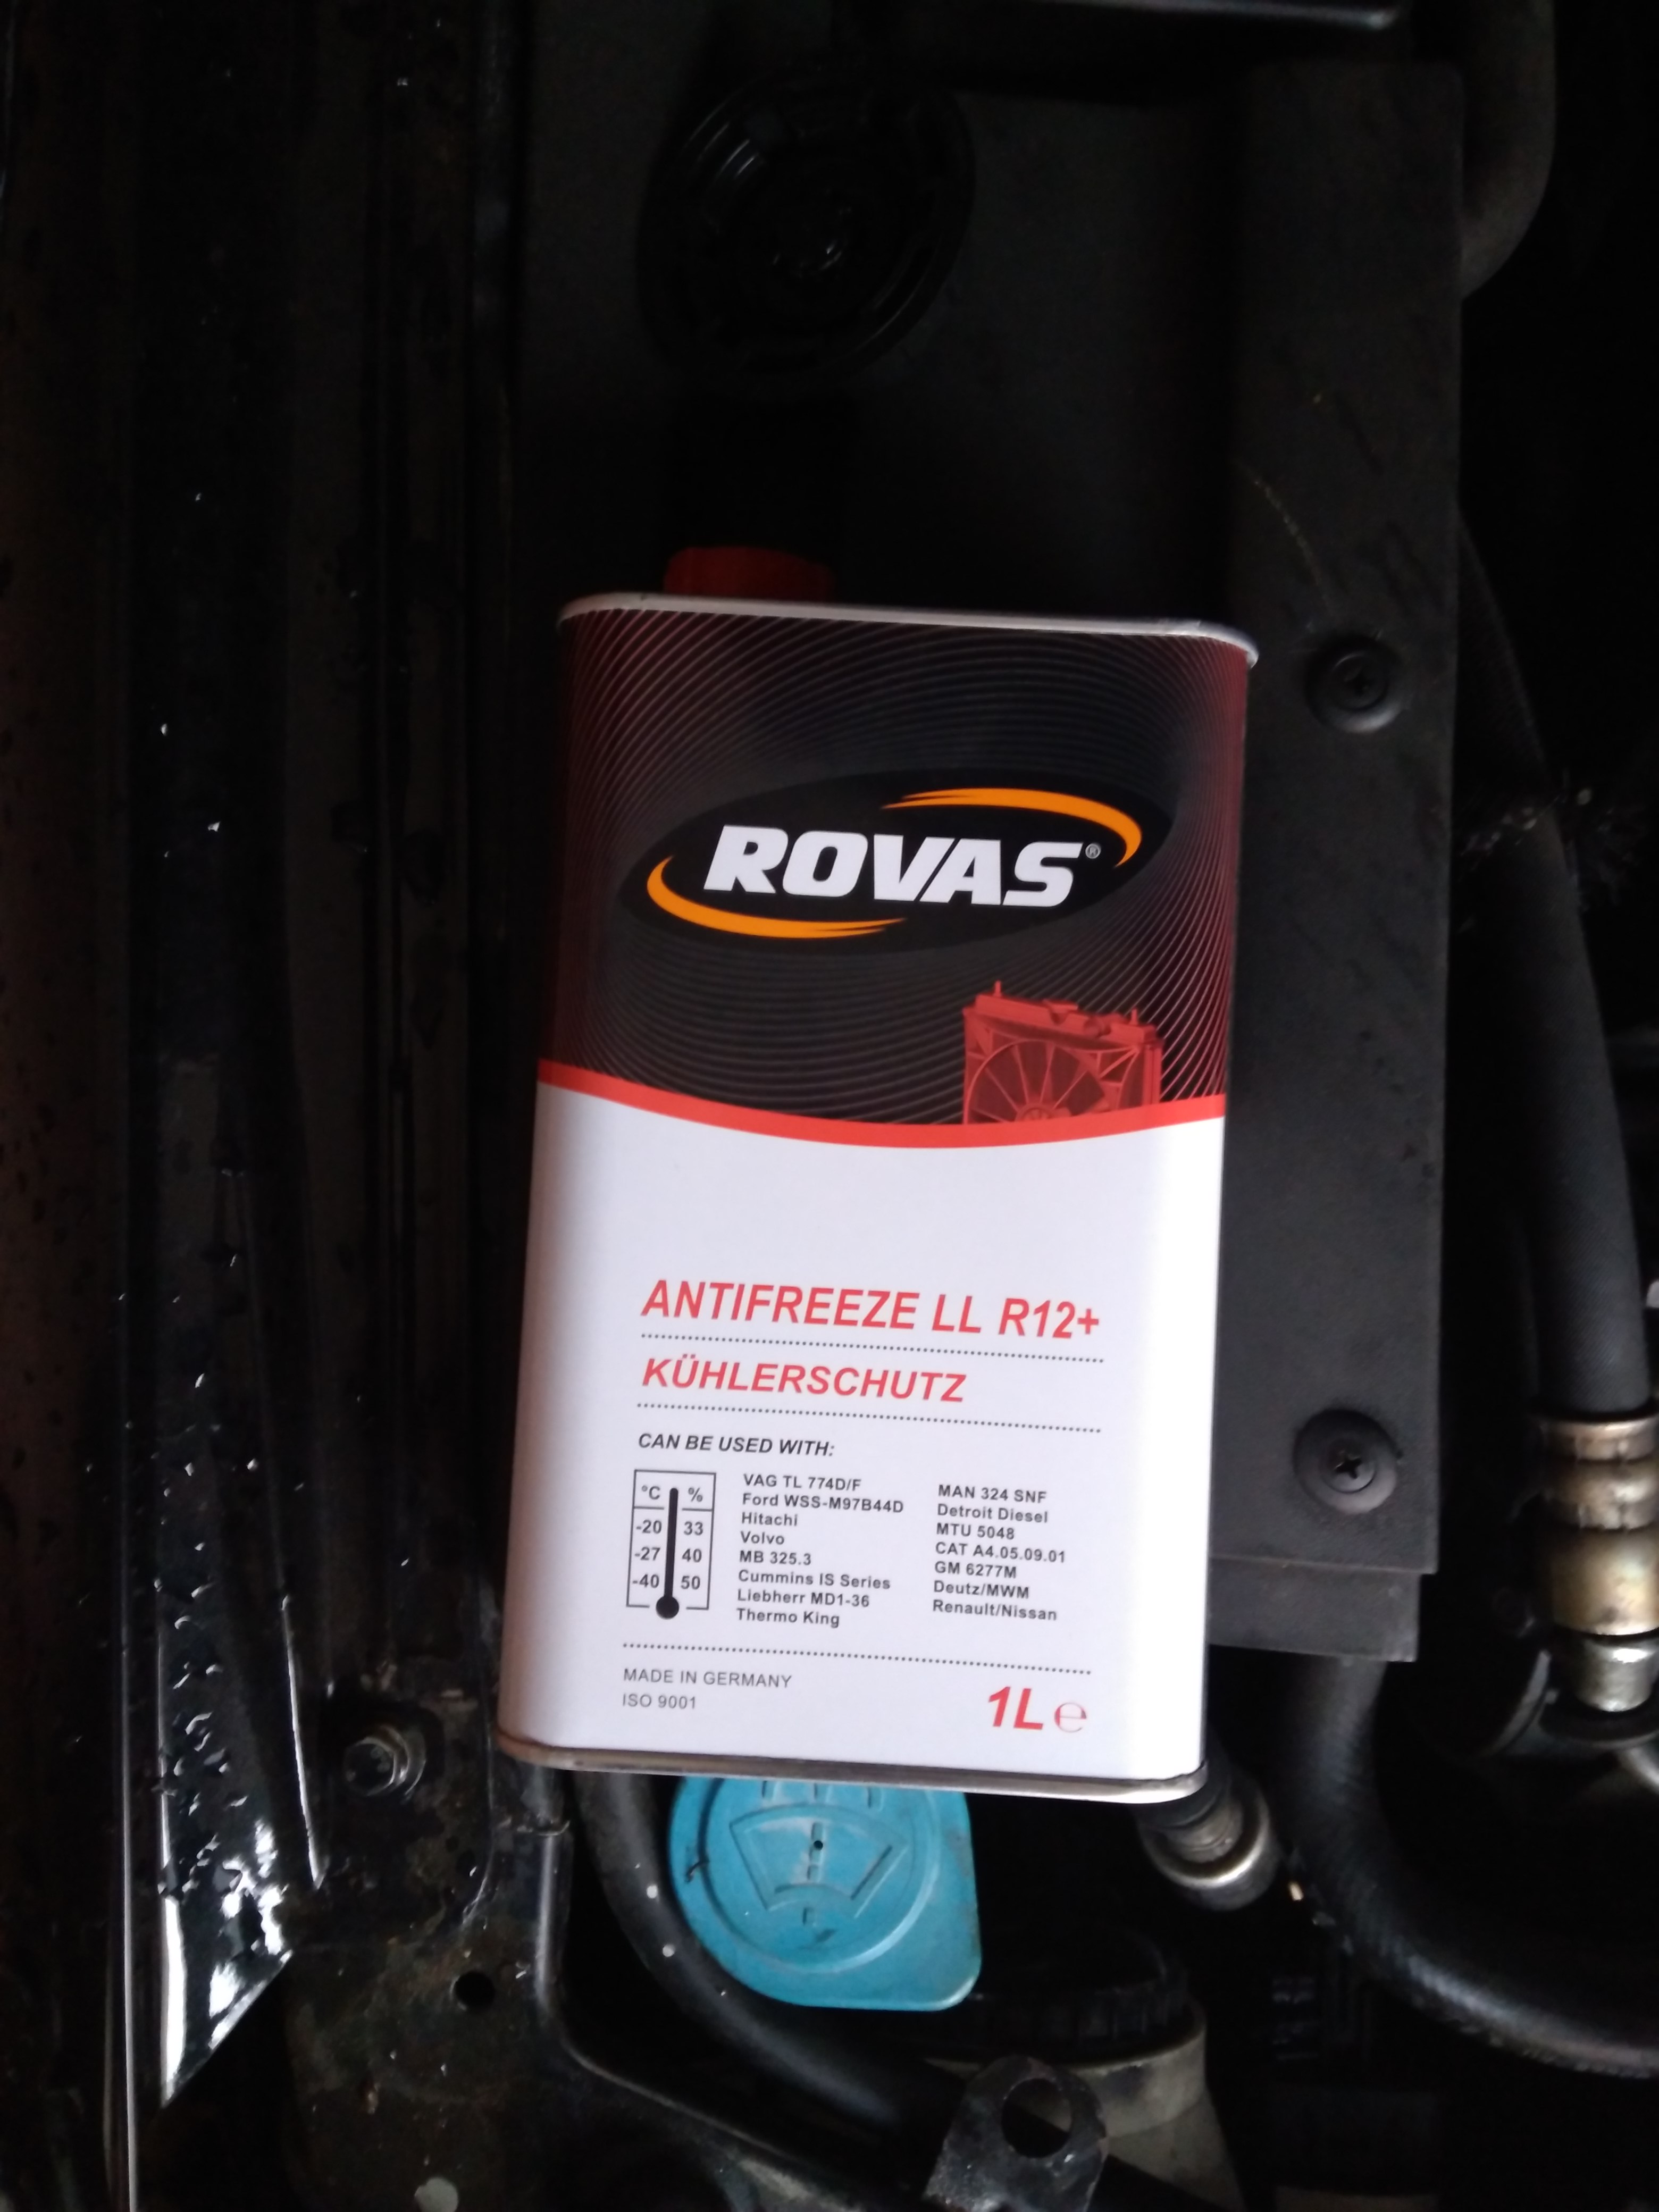 ROVAS®
ANTIFREEZE LL R12+
KÜHLERSCHUTZ
CAN BE USED WITH:
°C %
-20 33
-27 40
-40 50
VAG TL 774D/F
Ford WSS-M97B44D
Hitachi
Volvo
MB 325.3
Cummins IS Series
Liebherr MD1-36
Thermo King
MAN 324 SNF
Detroit Diesel
MTU 5048
CAT A4.05.09.01
GM 6277M
Deutz/MWM
Renault/Nissan
MADE IN GERMANY
ISO 9001
1L ℮